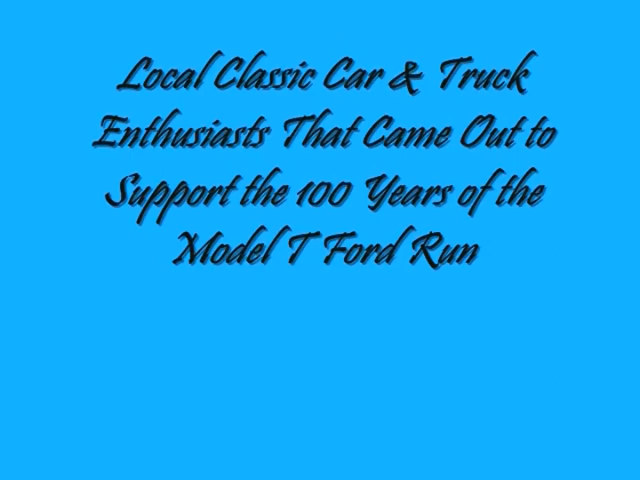 Local Classic Car & Truck
Enthusiasts That Came Out to
Support the 100 Years of the
Model T Ford Run